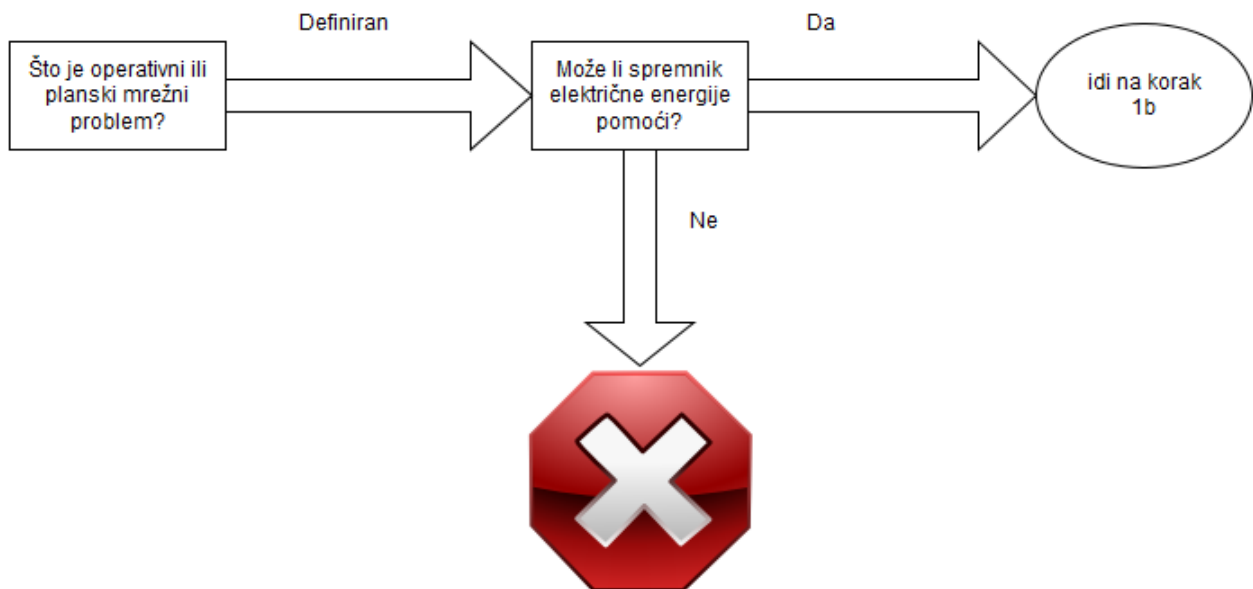 Definiran
Da
Što je operativni ili
planski mrežni
problem?
Može li spremnik
električne energije
pomoći?
idi na korak
1b
Ne